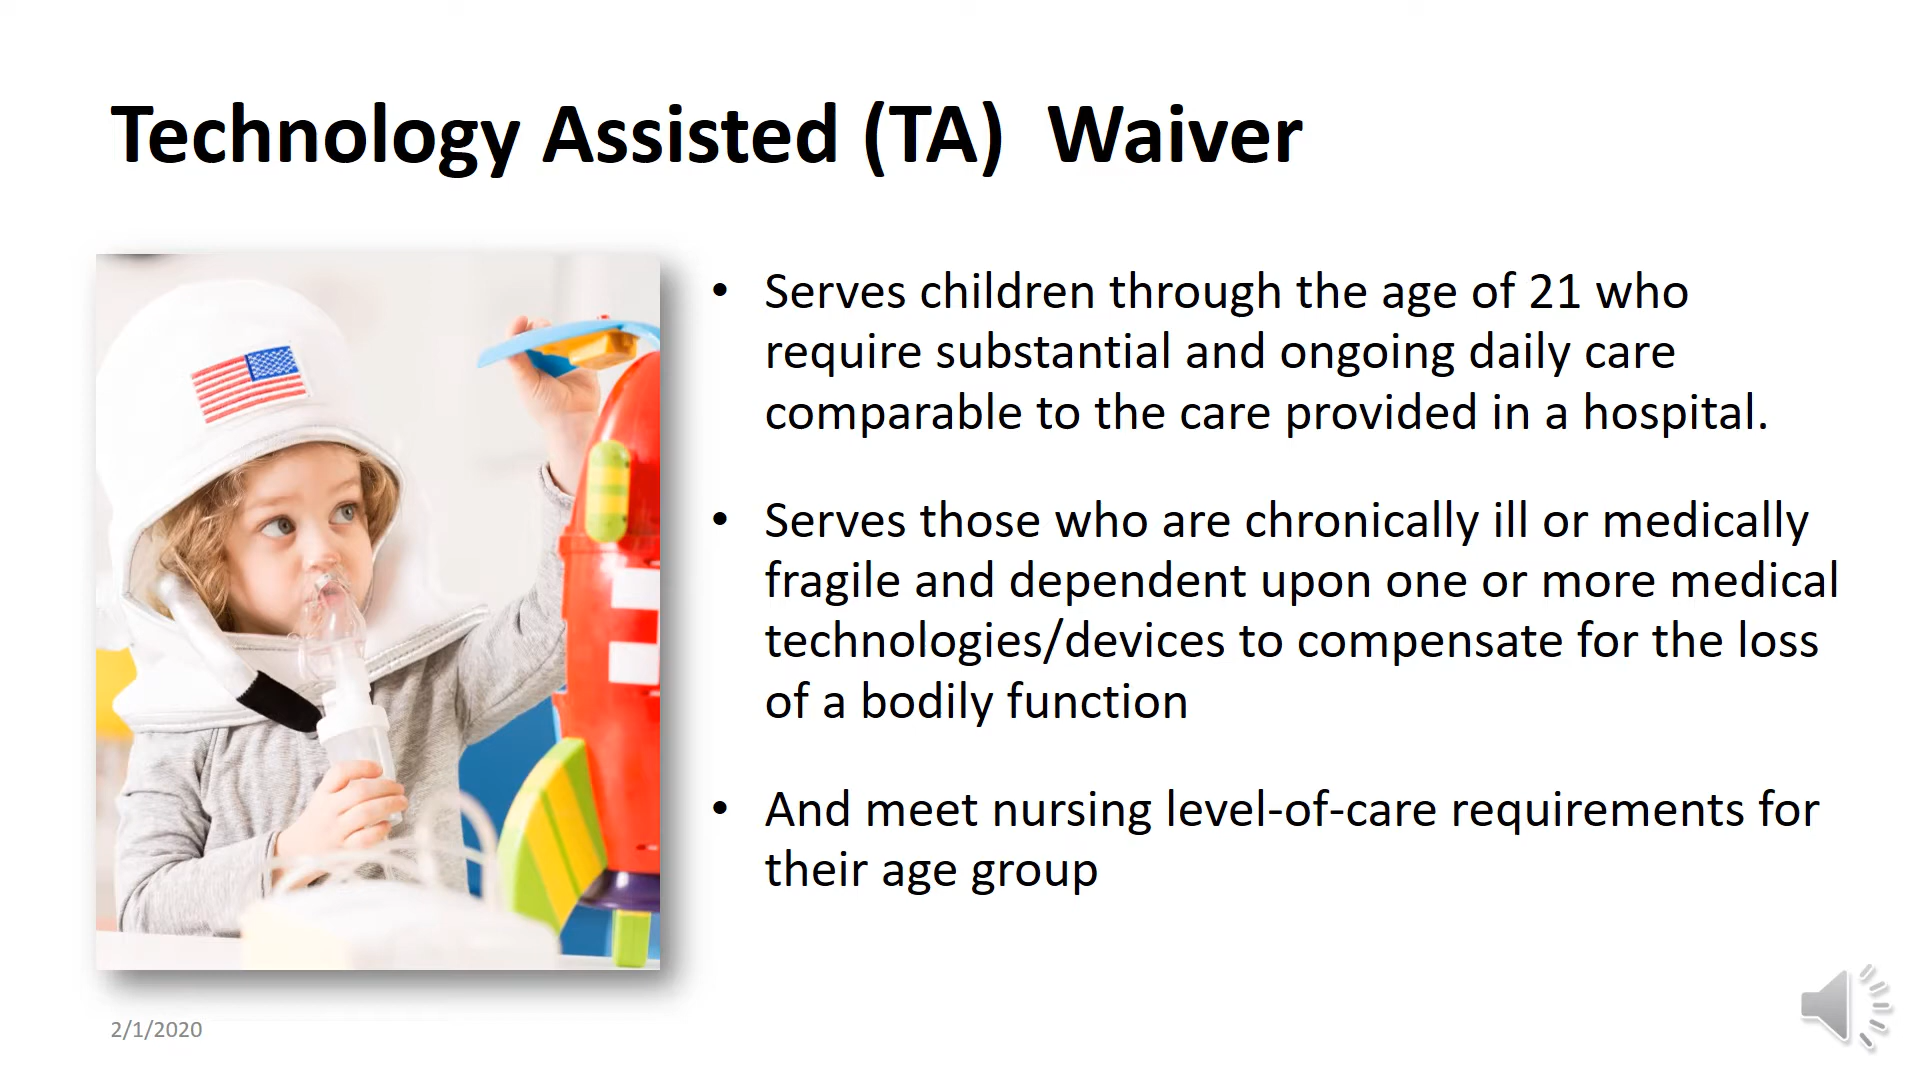 Technology Assisted (TA)  Waiver
• Serves children through the age of 21 who
require substantial and ongoing daily care
comparable to the care provided in a hospital.
• Serves those who are chronically ill or medically
fragile and dependent upon one or more medical
technologies/devices to compensate for the loss
of a bodily function
• And meet nursing level-of-care requirements for
their age group
2/1/2020